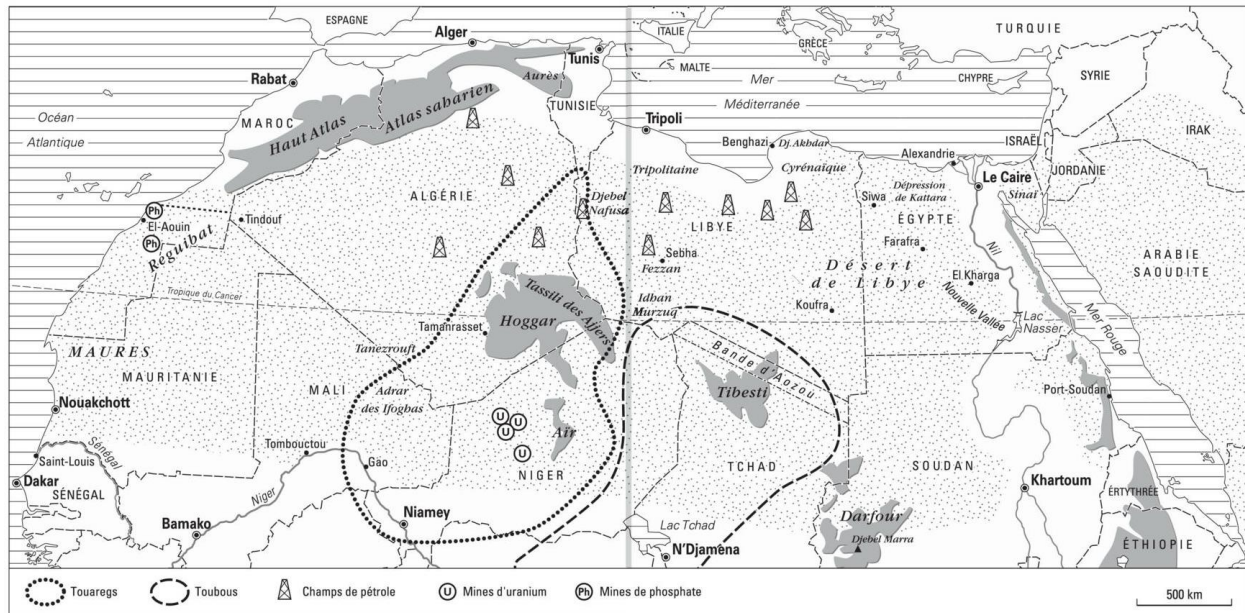 ESPAGNE
ITALIE
GRÈCE
TURQUIE
Alger
Tunis
Aurès
MALTE
Mer
Méditerranée
CHYPRE
SYRIE
Rabat
TUNISIE
Océan
Atlantique
MAROC
Haut Atlas
Atlas saharien
Tripoli
Benghazi
Dj. Akhdar
Alexandrie
ISRAËL
IRAK
JORDANIE
Le Caire
Sinaï
Tripolitaine
Cyrénaïque
Dépression
de Kattara
Siwa
ÉGYPTE
ALGÉRIE
Djebel
Nafusa
LIBYE
Ph
El-Aouin
Ph
Réguibat
Tindouf
Sebha
Fezzan
Farafra
Nil
ARABIE
SAOUDITE
Désert
de Libye
El Kharga
Nouvelle Vallée
Tropique du Cancer
Tassili des Ajjers
Hoggar
Tamanrasset
Idhan
Murzuq
Koufra
Lac
Nasser
Mer Rouge
Tanezrouft
MAURES
MAURITANIE
MALI
Adrar
des Ifoghas
Bande d'Aozou
Tibesti
Port-Soudan
Nouakchott
U
U
U
U
Aïr
NIGER
Tombouctou
Gao
TCHAD
SOUDAN
Sénégal
Saint-Louis
Dakar
SÉNÉGAL
Niger
Bamako
Niamey
Lac Tchad
N'Djamena
Darfour
Djebel Marra
Khartoum
ÉRTYTHRÉE
ÉTHIOPIE
Touaregs
Toubous
Champs de pétrole
U Mines d'uranium
Ph Mines de phosphate
500 km